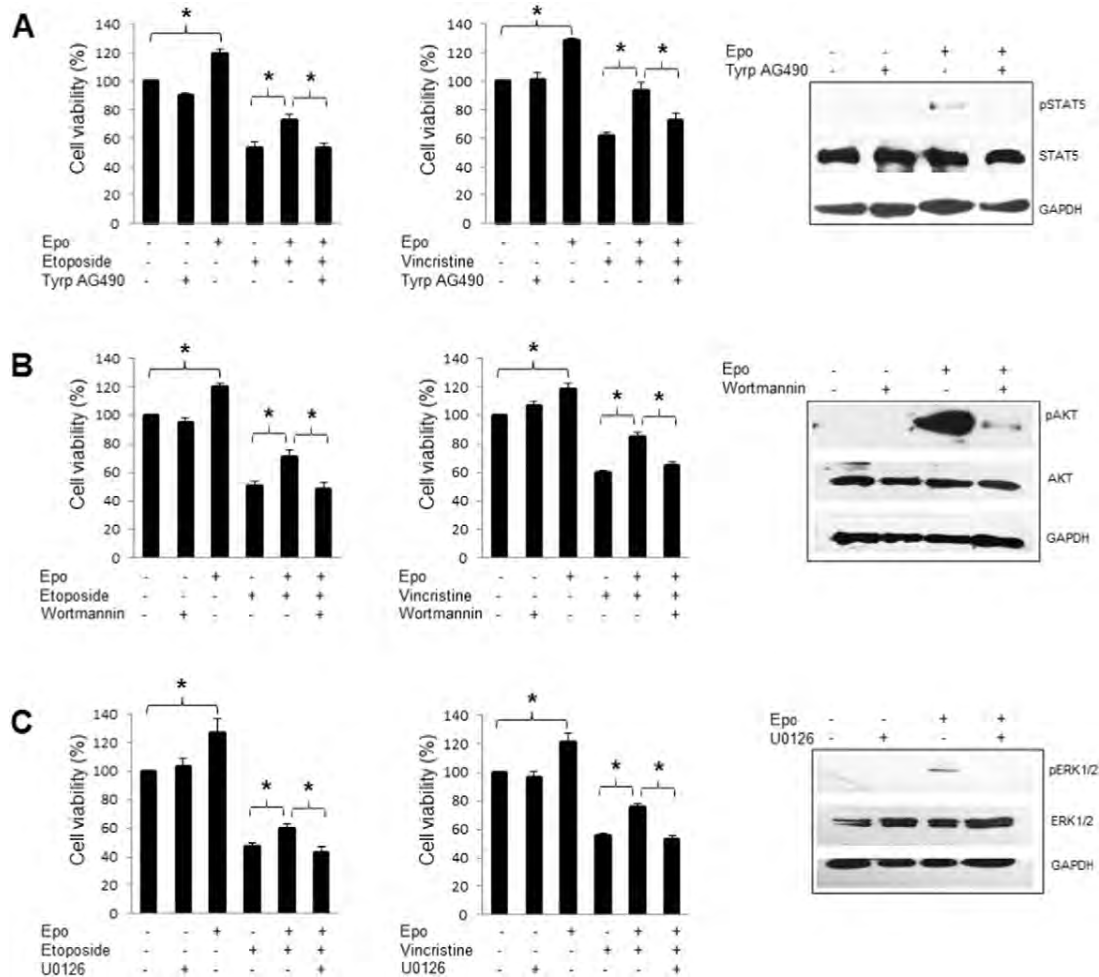 A
Cell viability (%)
140
120
100
80
60
40
20
0
*
*
*
Epo - - + - + +
Etoposide - - - + + +
Tyrp AG490 - + - - - +
Cell viability (%)
140
120
100
80
60
40
20
0
*
*
*
Epo - - + - + +
Vincristine - - - + + +
Tyrp AG490 - + - - - +
Epo - - + +
Tyrp AG490 - + - +
pSTAT5
STAT5
GAPDH
B
Cell viability (%)
140
120
100
80
60
40
20
0
*
*
*
Epo - - + - + +
Etoposide - - - + + +
Wortmannin - + - - - +
Cell viability (%)
140
120
100
80
60
40
20
0
*
*
*
Epo - - + - + +
Vincristine - - - + + +
Wortmannin - + - - - +
Epo - - + +
Wortmannin - + - +
pAKT
AKT
GAPDH
C
Cell viability (%)
140
120
100
80
60
40
20
0
*
*
*
Epo - - + - + +
Etoposide - - - + + +
U0126 - + - - - +
Cell viability (%)
140
120
100
80
60
40
20
0
*
*
*
Epo - - + - + +
Vincristine - - - + + +
U0126 - + - - - +
Epo - - + +
U0126 - + - +
pERK1/2
ERK1/2
GAPDH